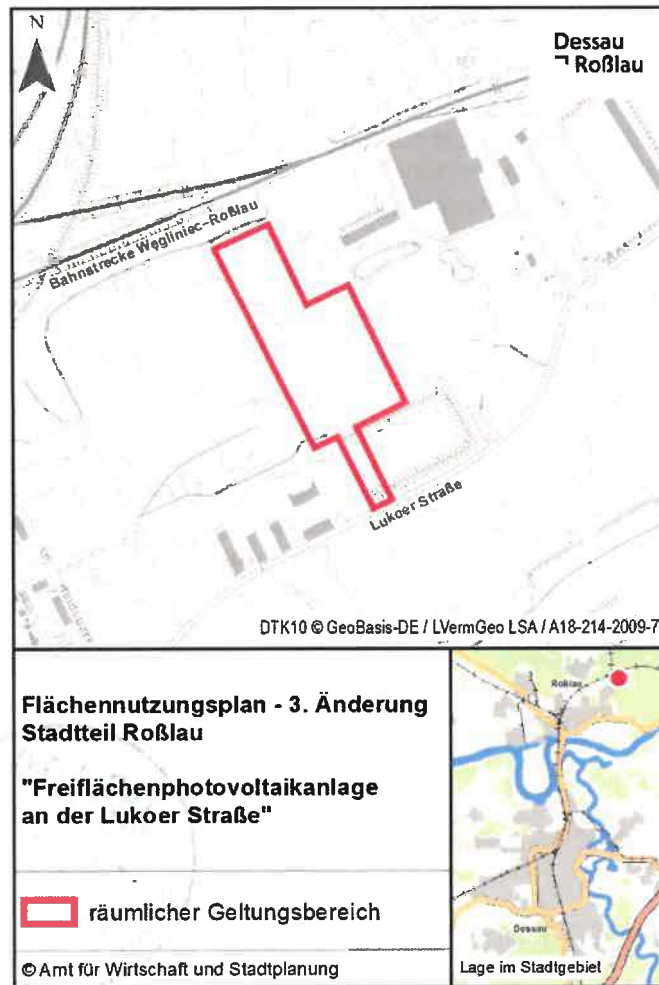 N
Dessau
Roßlau
Bahnstrecke Węgliniec-Roßlau
Lukoer Straße
DTK10 © GeoBasis-DE / LVermGeo LSA / A18-214-2009-7
Flächennutzungsplan - 3. Änderung
Stadtteil Roßlau
"Freiflächenphotovoltaikanlage
an der Lukoer Straße"
räumlicher Geltungsbereich
© Amt für Wirtschaft und Stadtplanung
Roßlau
Dessau
Lage im Stadtgebiet